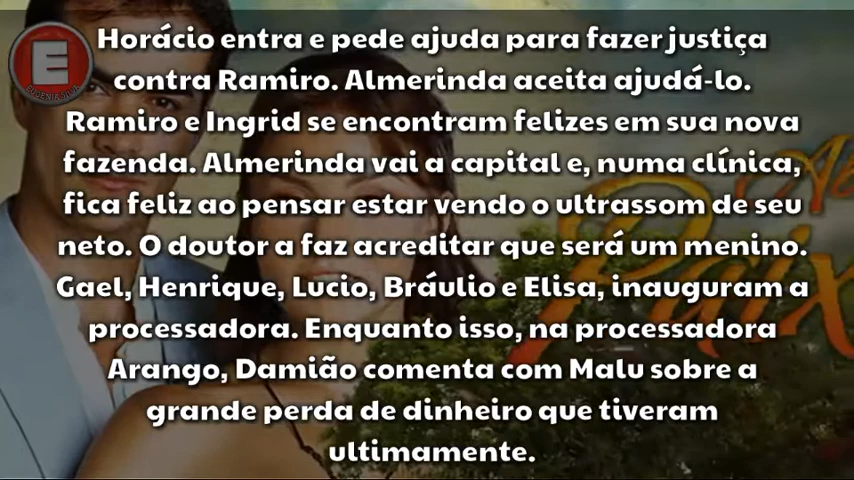 E
EUGENIA SILVA
Horácio entra e pede ajuda para fazer justiça
contra Ramiro. Almerinda aceita ajudá-lo.
Ramiro e Ingrid se encontram felizes em sua nova
fazenda. Almerinda vai a capital e, numa clínica,
fica feliz ao pensar estar vendo o ultrassom de seu
neto. O doutor a faz acreditar que será um menino.
Gael, Henrique, Lucio, Bráulio e Elisa, inauguram a
processadora. Enquanto isso, na processadora
Arango, Damião comenta com Malu sobre a
grande perda de dinheiro que tiveram
ultimamente.